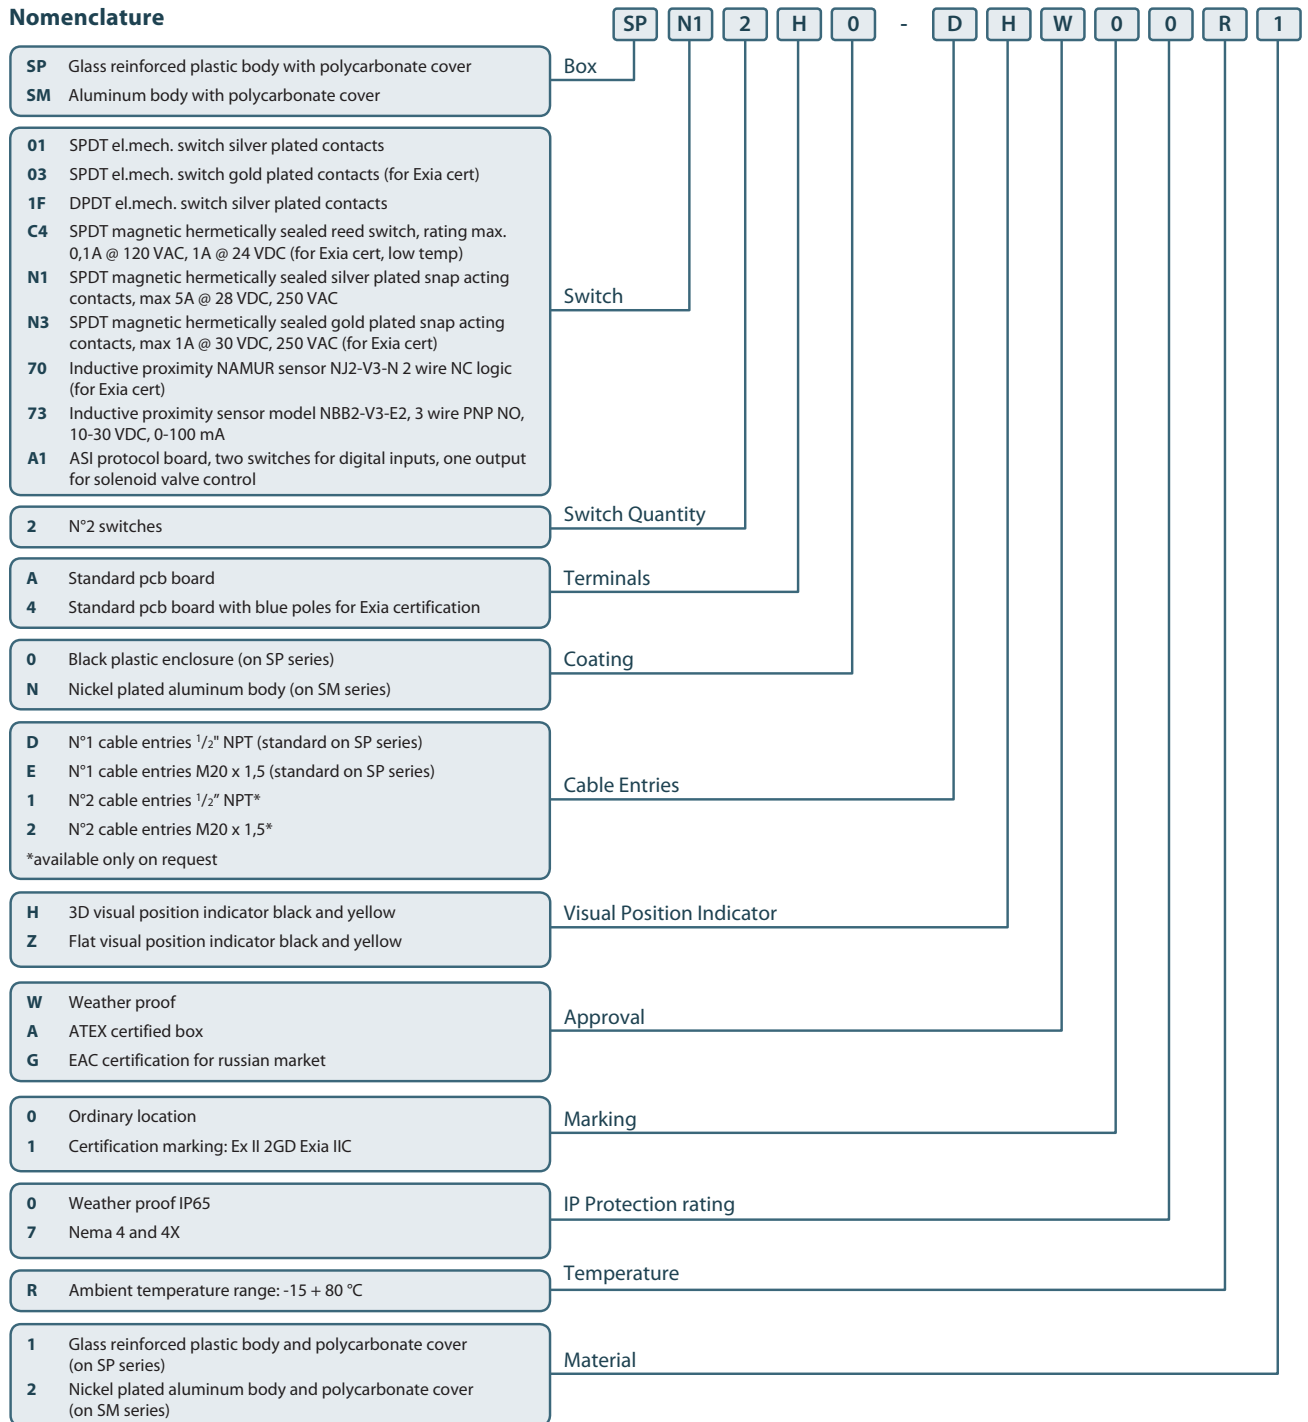 Nomenclature
SP N1 2 H 0 - D H W 0 0 R 1
SP Glass reinforced plastic body with polycarbonate cover
SM Aluminum body with polycarbonate cover
Box
01 SPDT el.mech. switch silver plated contacts
03 SPDT el.mech. switch gold plated contacts (for Exia cert)
1F DPDT el.mech. switch silver plated contacts
C4 SPDT magnetic hermetically sealed reed switch, rating max.
0,1A @ 120 VAC, 1A @ 24 VDC (for Exia cert, low temp)
N1 SPDT magnetic hermetically sealed silver plated snap acting
contacts, max 5A @ 28 VDC, 250 VAC
N3 SPDT magnetic hermetically sealed gold plated snap acting
contacts, max 1A @ 30 VDC, 250 VAC (for Exia cert)
70 Inductive proximity NAMUR sensor NJ2-V3-N 2 wire NC logic
(for Exia cert)
73 Inductive proximity sensor model NBB2-V3-E2, 3 wire PNP NO,
10-30 VDC, 0-100 mA
A1 ASI protocol board, two switches for digital inputs, one output
for solenoid valve control
Switch
2 N°2 switches
Switch Quantity
A Standard pcb board
4 Standard pcb board with blue poles for Exia certification
Terminals
0 Black plastic enclosure (on SP series)
N Nickel plated aluminum body (on SM series)
Coating
D N°1 cable entries 1/2" NPT (standard on SP series)
E N°1 cable entries M20 x 1,5 (standard on SP series)
1 N°2 cable entries 1/2” NPT*
2 N°2 cable entries M20 x 1,5*
*available only on request
Cable Entries
H 3D visual position indicator black and yellow
Z Flat visual position indicator black and yellow
Visual Position Indicator
W Weather proof
A ATEX certified box
G EAC certification for russian market
Approval
0 Ordinary location
1 Certification marking: Ex II 2GD Exia IIC
Marking
0 Weather proof IP65
7 Nema 4 and 4X
IP Protection rating
R Ambient temperature range: -15 + 80 °C
Temperature
1 Glass reinforced plastic body and polycarbonate cover
(on SP series)
2 Nickel plated aluminum body and polycarbonate cover
(on SM series)
Material